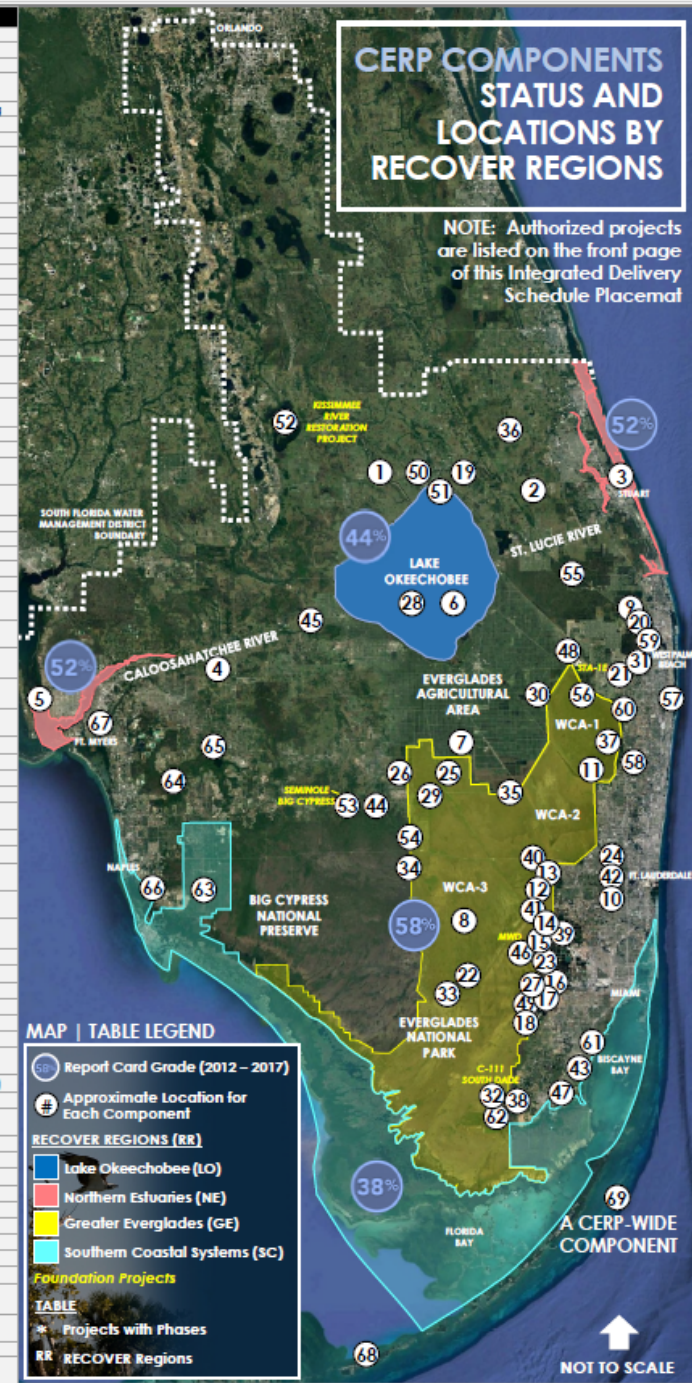 ORLANDO
CERP COMPONENTS
STATUS AND
LOCATIONS BY
RECOVER REGIONS
NOTE: Authorized projects
are listed on the front page
of this Integrated Delivery
Schedule Placemat
KISSIMMEE
RIVER
RESTORATION
PROJECT
52
36
52%
1
50
19
51
2
3
STUART
SOUTH FLORIDA WATER
MANAGEMENT DISTRICT
BOUNDARY
44%
LAKE
OKEECHOBEE
ST. LUCIE RIVER
55
28
6
45
9
20
59
WEST PALM
BEACH
31
21
48
STA-1E
52%
CALOOSAHATCHEE RIVER
4
5
67
FT. MYERS
EVERGLADES
AGRICULTURAL
AREA
30
56
57
60
WCA-1
37
58
11
65
64
7
26
25
29
35
SEMINOLE
BIG CYPRESS
53
44
WCA-2
54
34
40
13
12
24
42
FT. LAUDERDALE
10
NAPLES
66
63
BIG CYPRESS
NATIONAL
PRESERVE
WCA-3
58%
8
41
14
39
MWD
15
46
23
22
33
27
16
49
17
18
MIAMI
EVERGLADES
NATIONAL
PARK
61
BISCAYNE
BAY
43
47
C-111
SOUTH DADE
32
38
62
MAP | TABLE LEGEND
58% Report Card Grade (2012 – 2017)
# Approximate Location for
Each Component
RECOVER REGIONS (RR)
Lake Okeechobee (LO)
Northern Estuaries (NE)
Greater Everglades (GE)
Southern Coastal Systems (SC)
Foundation Projects
TABLE
* Projects with Phases
RR RECOVER Regions
38%
FLORIDA
BAY
69
A CERP-WIDE
COMPONENT
68
NOT TO SCALE